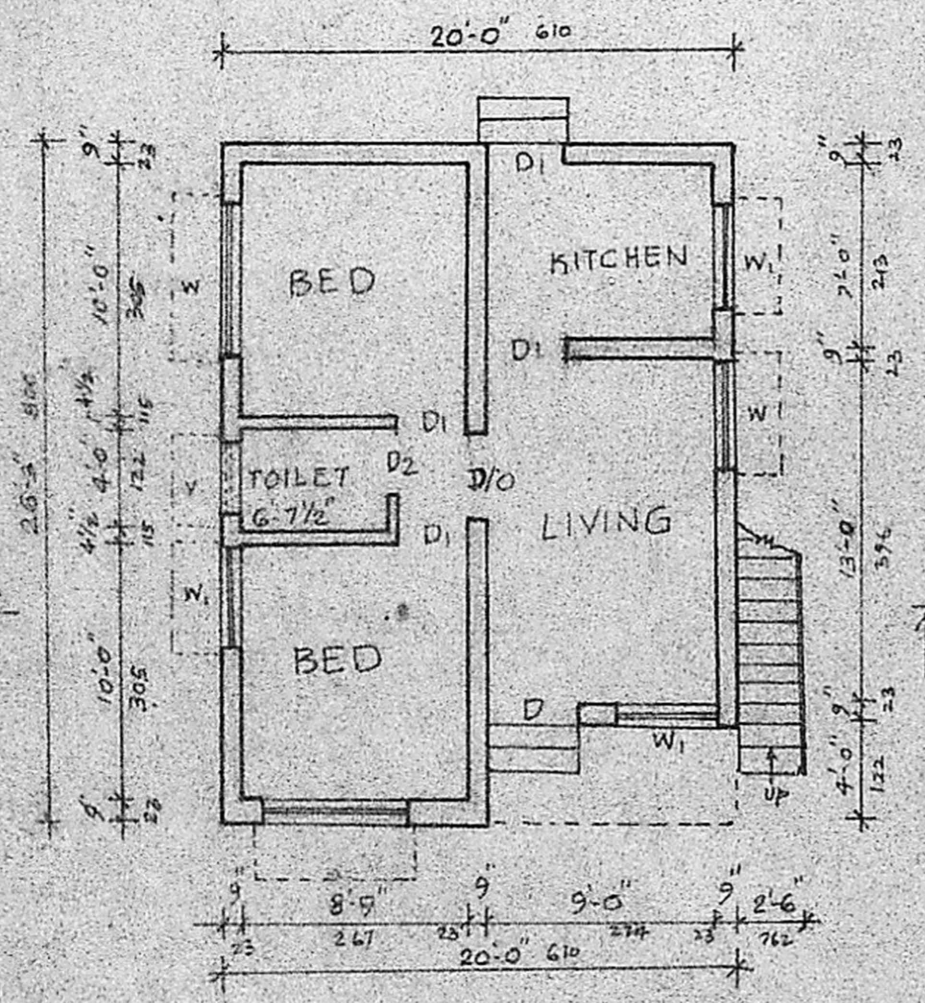 20'-0" 610
9" 23
10'-0" 305
4½" 115
4'-0" 122
4½" 115
10'-0" 305
9" 23
26'-3"
D1
BED
KITCHEN
W1
D1
W
D1
D2
TOILET
6'-7½"
D/O
V
LIVING
D1
W1
BED
D
W1
UP
9" 23
7'-0" 213
9" 23
13'-0" 396
9" 23
4'-0" 122
9" 8'-9" 9" 9'-0" 9" 2'-6"
23 267 23 274 23 762
20'-0" 610